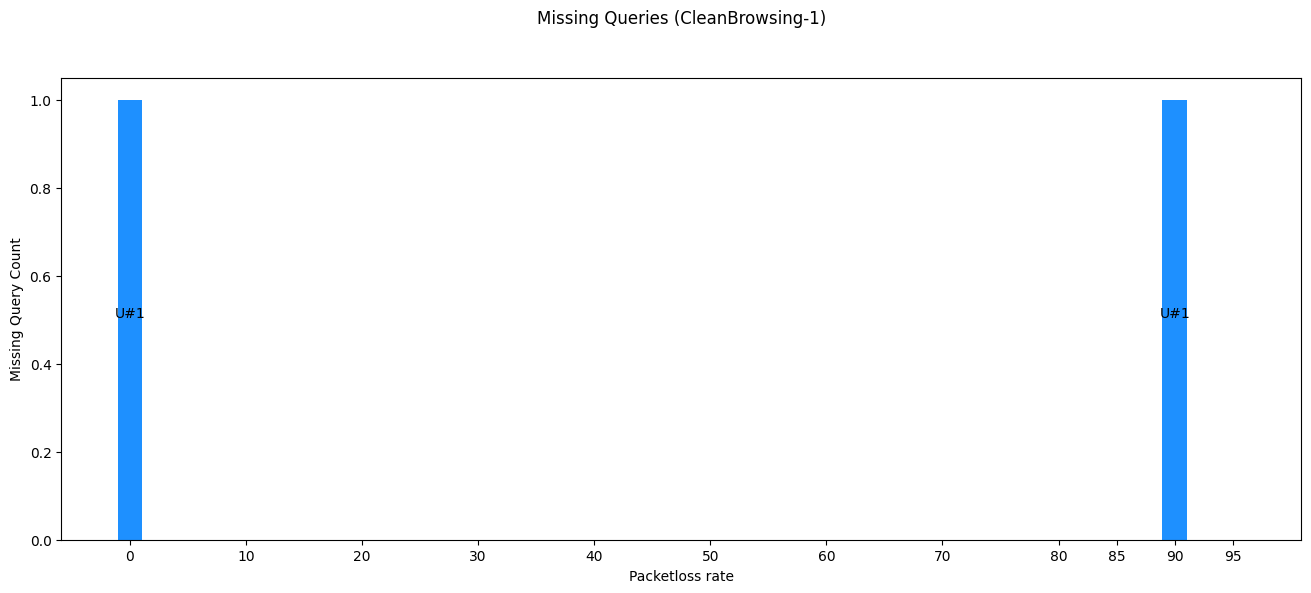 Missing Queries (CleanBrowsing-1)
Missing Query Count
1.0
0.8
0.6
0.4
0.2
0.0
U#1 U#1
0 10 20 30 40 50 60 70 80 85 90 95
Packetloss rate